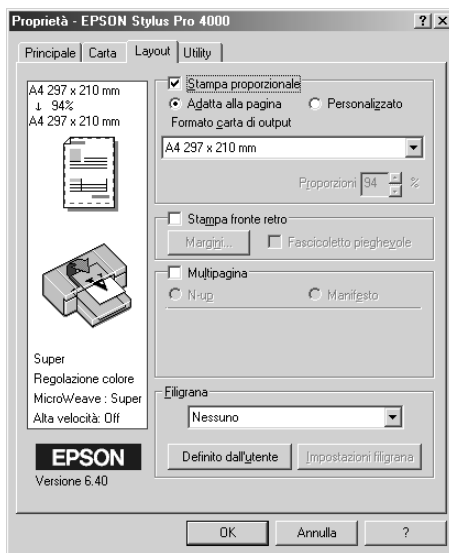 Proprietà - EPSON Stylus Pro 4000
Principale
Carta
Layout
Utility
A4 297 x 210 mm
↓ 94%
A4 297 x 210 mm
Super
Regolazione colore
MicroWeave : Super
Alta velocità: Off
EPSON
Versione 6.40
Stampa proporzionale
Adatta alla pagina
Personalizzato
Formato carta di output
A4 297 x 210 mm
Proporzioni 94 %
Stampa fronte retro
Margini...
Fascicoletto pieghevole
Multipagina
N-up
Manifesto
Filigrana
Nessuno
Definito dall'utente
Impostazioni filigrana
OK
Annulla
?